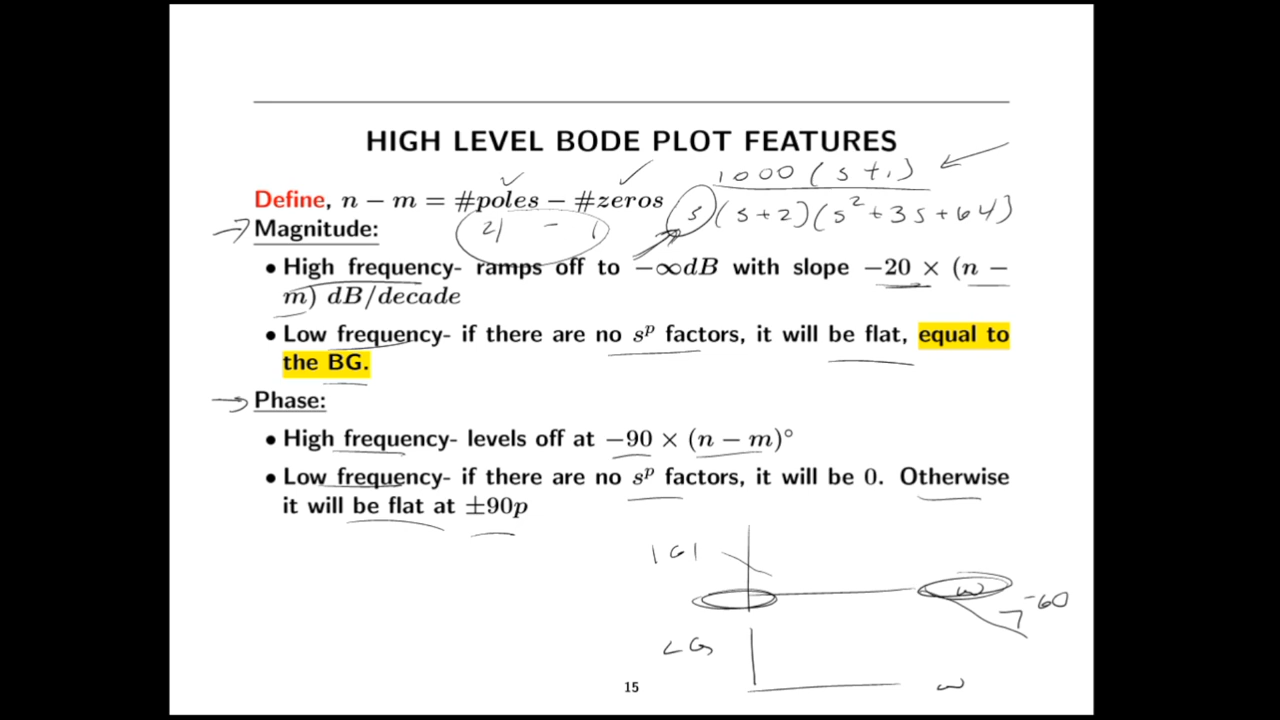 HIGH LEVEL BODE PLOT FEATURES
1000 (s+1)
Define, n − m = #poles − #zeros
s (s+2)(s²+3s+64)
Magnitude:
4 − 1
• High frequency- ramps off to −∞dB with slope −20 × (n −
m) dB/decade
• Low frequency- if there are no sᵖ factors, it will be flat, equal to
the BG.
Phase:
• High frequency- levels off at −90 × (n − m)°
• Low frequency- if there are no sᵖ factors, it will be 0. Otherwise
it will be flat at ±90p
|G|
ω
−60
∠G
ω
15